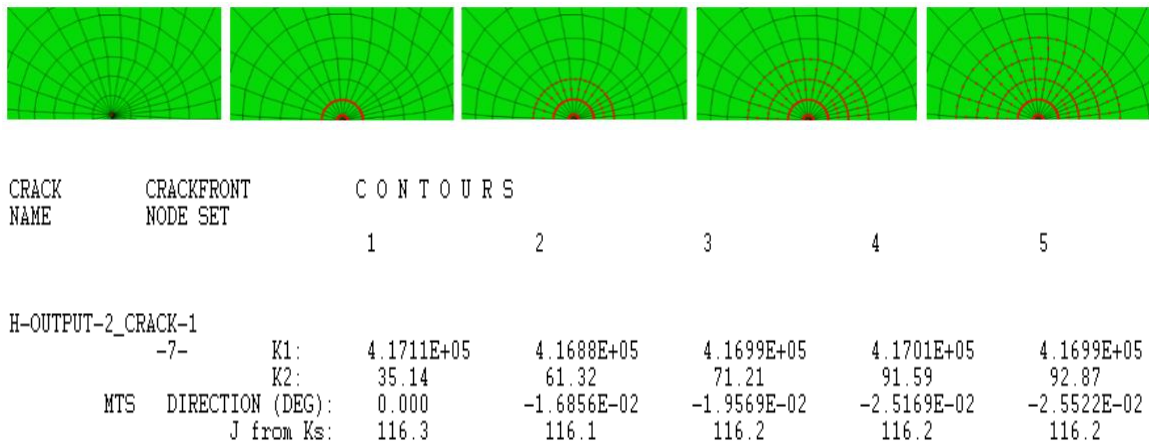 CRACK CRACKFRONT C O N T O U R S
NAME NODE SET
1 2 3 4 5
H-OUTPUT-2_CRACK-1
-7- K1: 4.1711E+05 4.1688E+05 4.1699E+05 4.1701E+05 4.1699E+05
K2: 35.14 61.32 71.21 91.59 92.87
MTS DIRECTION (DEG): 0.000 -1.6856E-02 -1.9569E-02 -2.5169E-02 -2.5522E-02
J from Ks: 116.3 116.1 116.2 116.2 116.2